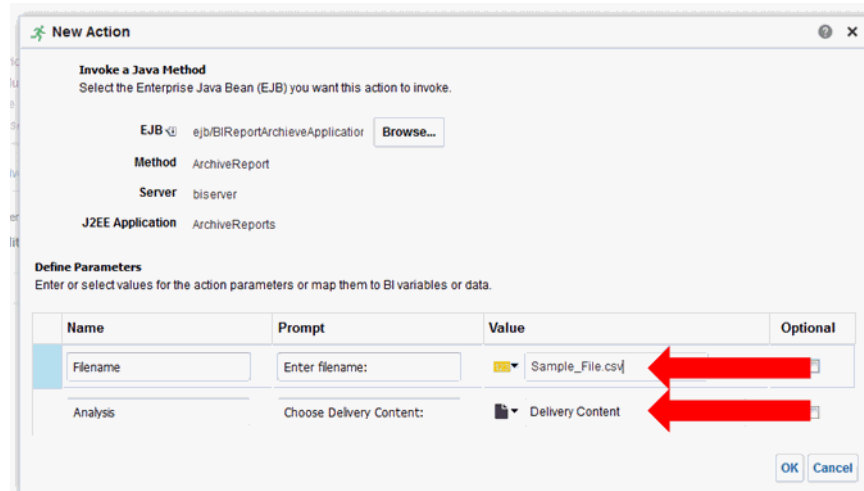 New Action
Invoke a Java Method
Select the Enterprise Java Bean (EJB) you want this action to invoke.
EJB ejb/BIReportArchieveApplication Browse...
Method ArchiveReport
Server biserver
J2EE Application ArchiveReports
Define Parameters
Enter or select values for the action parameters or map them to BI variables or data.
Name Prompt Value Optional
Filename Enter filename: Sample_File.csv
Analysis Choose Delivery Content: Delivery Content
OK Cancel